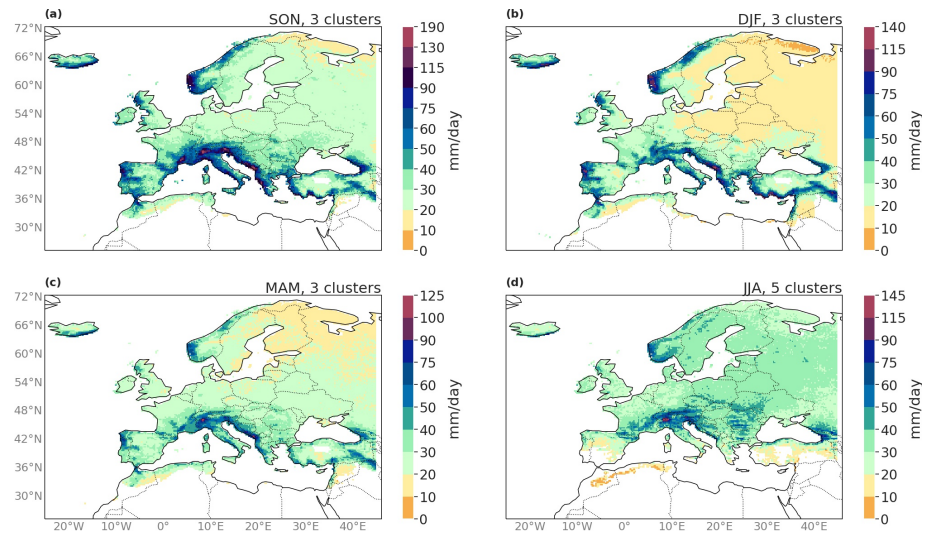 (a) SON, 3 clusters
72°N
66°N
60°N
54°N
48°N
42°N
36°N
30°N
190
130
115
90
75
60
50
40
30
20
10
0
mm/day
(b) DJF, 3 clusters
140
115
90
75
60
50
40
30
20
10
0
mm/day
(c) MAM, 3 clusters
72°N
66°N
60°N
54°N
48°N
42°N
36°N
30°N
20°W 10°W 0° 10°E 20°E 30°E 40°E
125
100
90
75
60
50
40
30
20
10
0
mm/day
(d) JJA, 5 clusters
20°W 10°W 0° 10°E 20°E 30°E 40°E
145
115
90
75
60
50
40
30
20
10
0
mm/day